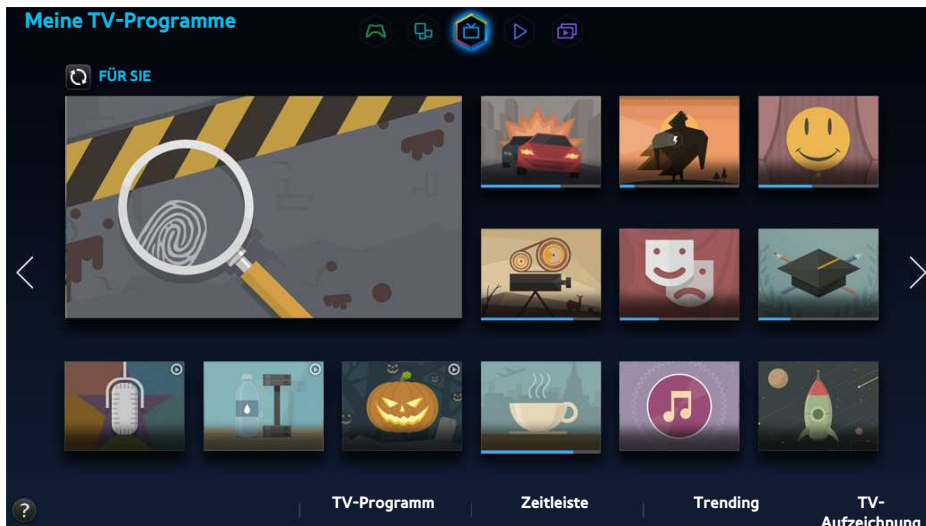 Meine TV-Programme
FÜR SIE
?
TV-Programm
Zeitleiste
Trending
TV-
Aufzeichnung